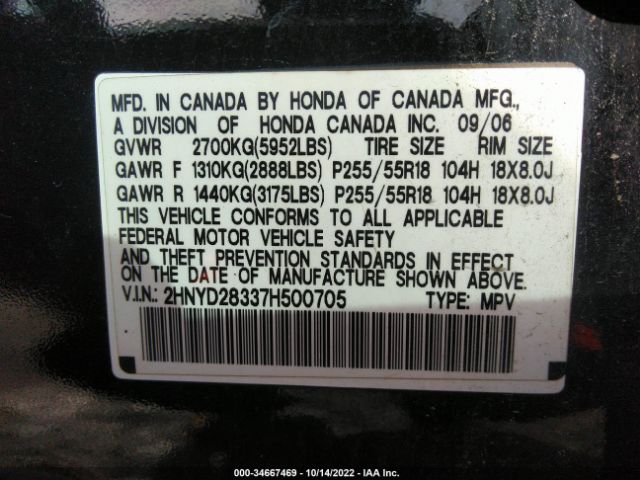 MFD. IN CANADA BY HONDA OF CANADA MFG.,
A DIVISION OF HONDA CANADA INC. 09/06
GVWR 2700KG(5952LBS) TIRE SIZE RIM SIZE
GAWR F 1310KG(2888LBS) P255/55R18 104H 18X8.0J
GAWR R 1440KG(3175LBS) P255/55R18 104H 18X8.0J
THIS VEHICLE CONFORMS TO ALL APPLICABLE
FEDERAL MOTOR VEHICLE SAFETY
AND THEFT PREVENTION STANDARDS IN EFFECT
ON THE DATE OF MANUFACTURE SHOWN ABOVE.
V.I.N.: 2HNYD28337H500705 TYPE: MPV
000-34667469 - 10/14/2022 - IAA Inc.